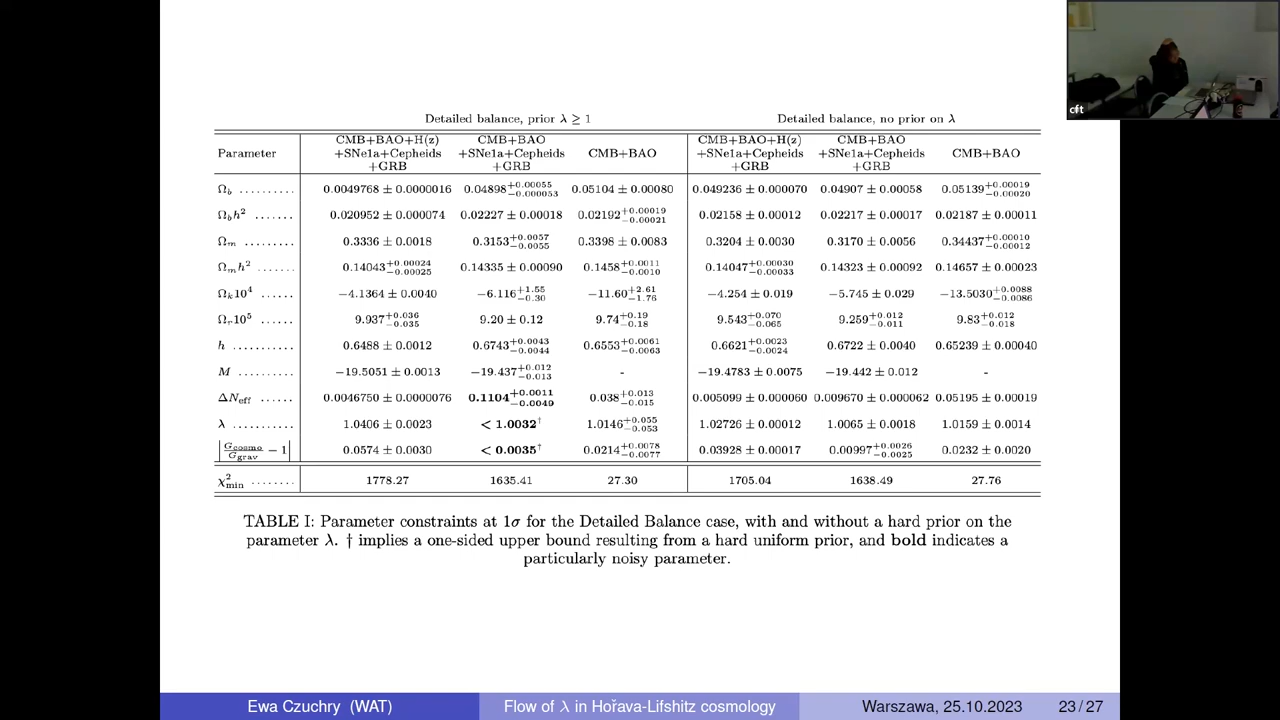 cft
Detailed balance, prior λ ≥ 1 Detailed balance, no prior on λ
Parameter CMB+BAO+H(z) +SNe1a+Cepheids +GRB CMB+BAO +SNe1a+Cepheids +GRB CMB+BAO CMB+BAO+H(z) +SNe1a+Cepheids +GRB CMB+BAO +SNe1a+Cepheids +GRB CMB+BAO
Ω_b .......... 0.0049768 ± 0.0000016 0.04898^{+0.00055}_{−0.000053} 0.05104 ± 0.00080 0.049236 ± 0.000070 0.04907 ± 0.00058 0.05139^{+0.00019}_{−0.00020}
Ω_b h² ....... 0.020952 ± 0.000074 0.02227 ± 0.00018 0.02192^{+0.00019}_{−0.00021} 0.02158 ± 0.00012 0.02217 ± 0.00017 0.02187 ± 0.00011
Ω_m ......... 0.3336 ± 0.0018 0.3153^{+0.0057}_{−0.0055} 0.3398 ± 0.0083 0.3204 ± 0.0030 0.3170 ± 0.0056 0.34437^{+0.00010}_{−0.00012}
Ω_m h² ...... 0.14043^{+0.00024}_{−0.00025} 0.14335 ± 0.00090 0.1458^{+0.0011}_{−0.0010} 0.14047^{+0.00030}_{−0.00033} 0.14323 ± 0.00092 0.14657 ± 0.00023
Ω_k 10⁴ ...... −4.1364 ± 0.0040 −6.116^{+1.55}_{−0.30} −11.60^{+2.61}_{−1.76} −4.254 ± 0.019 −5.745 ± 0.029 −13.5030^{+0.0088}_{−0.0086}
Ω_r 10⁵ ...... 9.937^{+0.036}_{−0.035} 9.20 ± 0.12 9.74^{+0.19}_{−0.18} 9.543^{+0.070}_{−0.065} 9.259^{+0.012}_{−0.011} 9.83^{+0.012}_{−0.018}
h .......... 0.6488 ± 0.0012 0.6743^{+0.0043}_{−0.0044} 0.6553^{+0.0061}_{−0.0063} 0.6621^{+0.0023}_{−0.0024} 0.6722 ± 0.0040 0.65239 ± 0.00040
M .......... −19.5051 ± 0.0013 −19.437^{+0.012}_{−0.013} - −19.4783 ± 0.0075 −19.442 ± 0.012 -
ΔN_eff ...... 0.0046750 ± 0.0000076 0.1104^{+0.0011}_{−0.0049} 0.038^{+0.013}_{−0.015} 0.005099 ± 0.000060 0.009670 ± 0.000062 0.05195 ± 0.00019
λ ........... 1.0406 ± 0.0023 < 1.0032† 1.0146^{+0.055}_{−0.053} 1.02726 ± 0.00012 1.0065 ± 0.0018 1.0159 ± 0.0014
|G_cosmo/G_grav − 1| 0.0574 ± 0.0030 < 0.0035† 0.0214^{+0.0078}_{−0.0077} 0.03928 ± 0.00017 0.00997^{+0.0026}_{−0.0025} 0.0232 ± 0.0020
χ²_min ........ 1778.27 1635.41 27.30 1705.04 1638.49 27.76
TABLE I: Parameter constraints at 1σ for the Detailed Balance case, with and without a hard prior on the
parameter λ. † implies a one-sided upper bound resulting from a hard uniform prior, and bold indicates a
particularly noisy parameter.
Ewa Czuchry (WAT) Flow of λ in Hořava-Lifshitz cosmology Warszawa, 25.10.2023 23 / 27